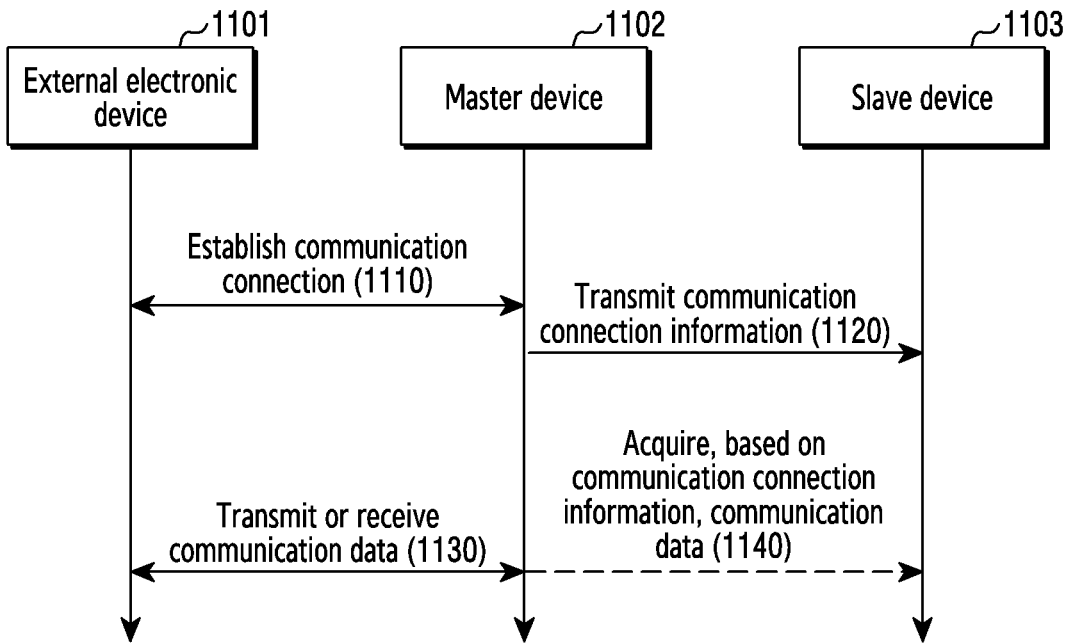 1101
1102
1103
External electronic
device
Master device
Slave device
Establish communication
connection (1110)
Transmit communication
connection information (1120)
Acquire, based on
communication connection
information, communication
data (1140)
Transmit or receive
communication data (1130)